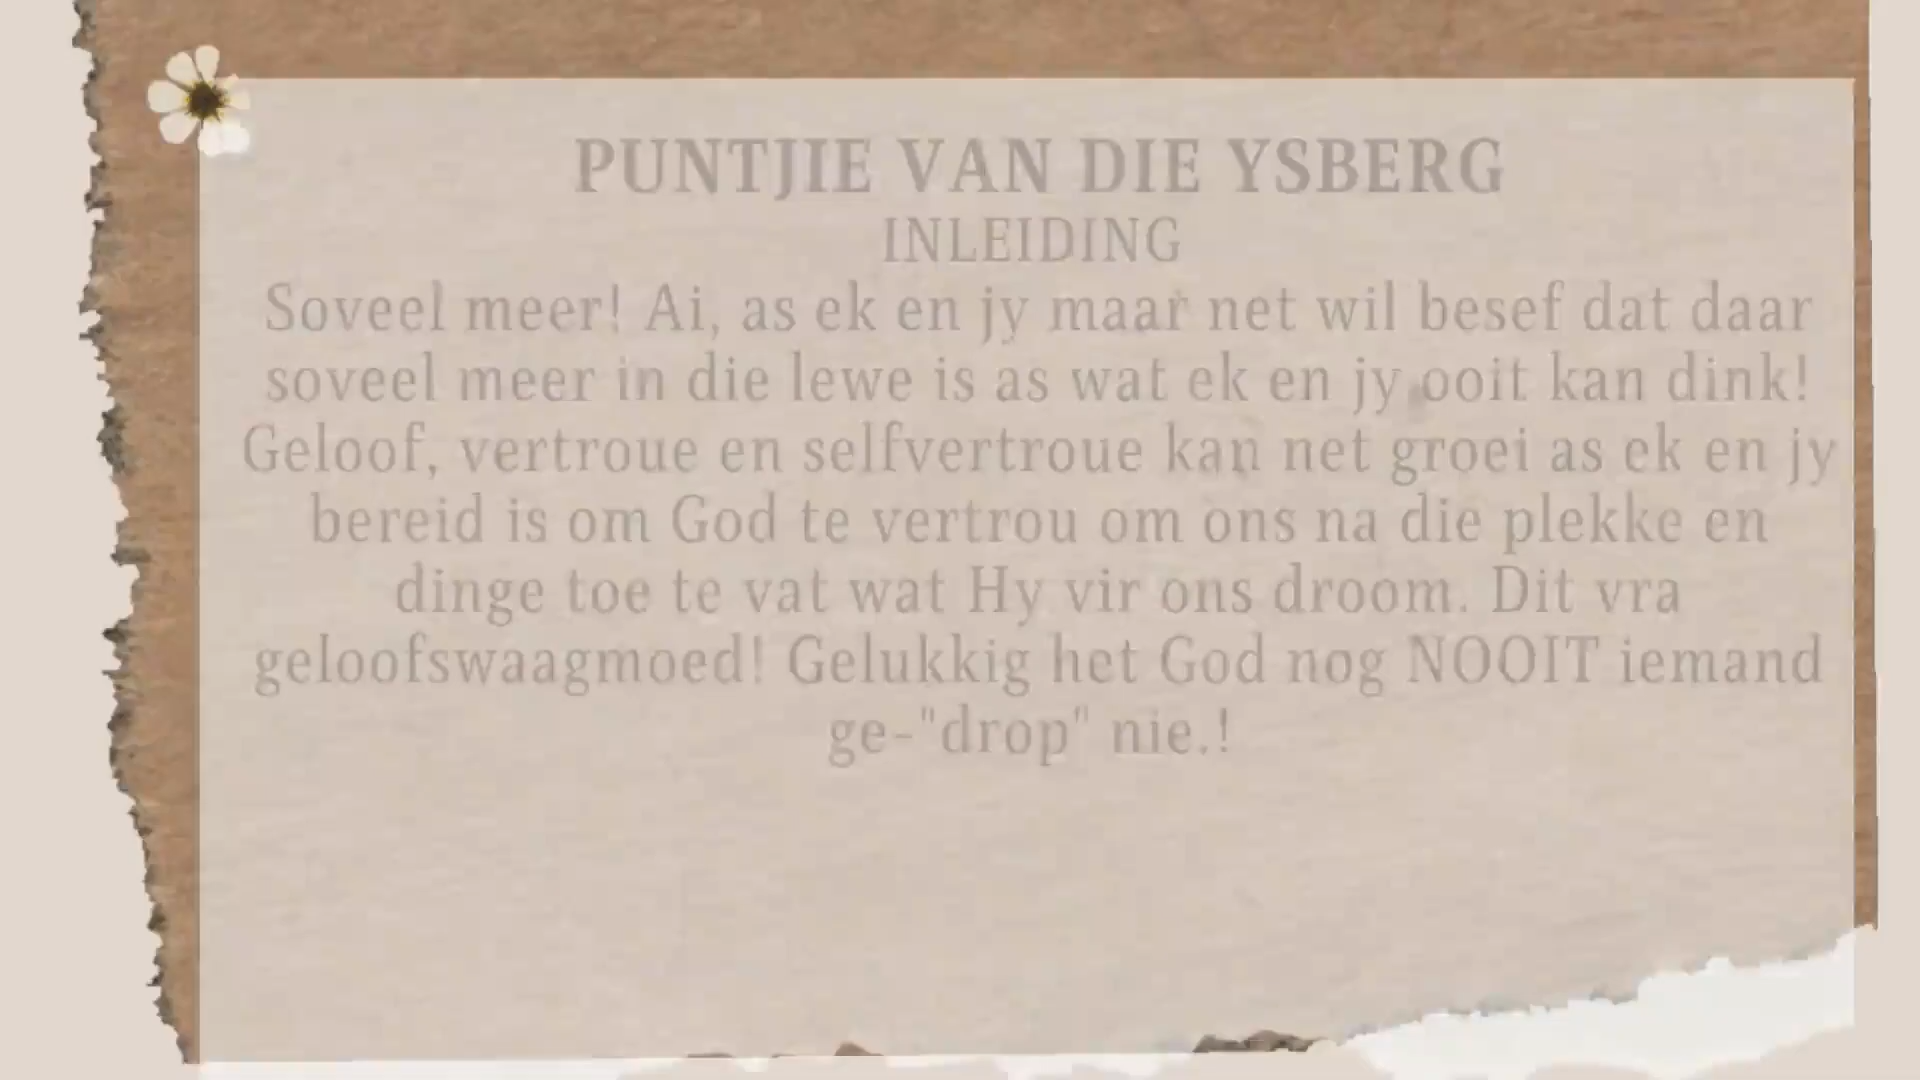 PUNTJIE VAN DIE YSBERG
INLEIDING
Soveel meer! Ai, as ek en jy maar net wil besef dat daar
soveel meer in die lewe is as wat ek en jy ooit kan dink!
Geloof, vertroue en selfvertroue kan net groei as ek en jy
bereid is om God te vertrou om ons na die plekke en
dinge toe te vat wat Hy vir ons droom. Dit vra
geloofswaagmoed! Gelukkig het God nog NOOIT iemand
ge-"drop" nie.!